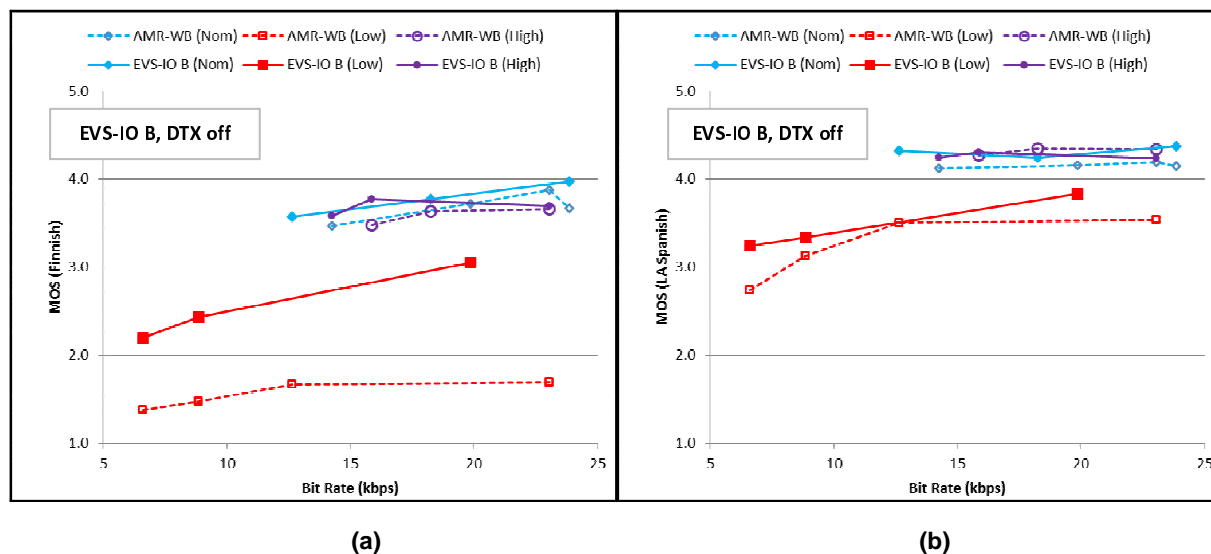 AMR-WB (Nom) AMR-WB (Low) AMR-WB (High)
EVS-IO B (Nom) EVS-IO B (Low) EVS-IO B (High)
5.0
EVS-IO B, DTX off
4.0
3.0
2.0
1.0
MOS (Finnish)
5 10 15 20 25
Bit Rate (kbps)
(a)
AMR-WB (Nom) AMR-WB (Low) AMR-WB (High)
EVS-IO B (Nom) EVS-IO B (Low) EVS-IO B (High)
5.0
EVS-IO B, DTX off
4.0
3.0
2.0
1.0
MOS (LA Spanish)
5 10 15 20 25
Bit Rate (kbps)
(b)